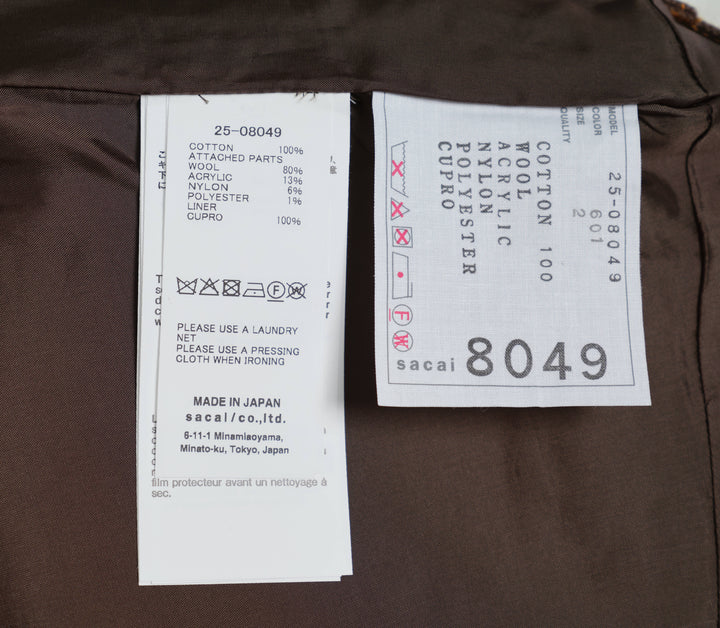 25-08049
COTTON 100%
ATTACHED PARTS
WOOL 80%
ACRYLIC 13%
NYLON 6%
POLYESTER 1%
LINER
CUPRO 100%
F W
PLEASE USE A LAUNDRY
NET
PLEASE USE A PRESSING
CLOTH WHEN IRONING
MADE IN JAPAN
sacai/co.,ltd.
6-11-1 Minamiaoyama,
Minato-ku, Tokyo, Japan
film protecteur avant un nettoyage à
sec.
MODEL 25-08049
COLOR 601
SIZE 2
QUALITY
COTTON 100
WOOL
ACRYLIC
NYLON
POLYESTER
CUPRO
F
W
sacai 8049